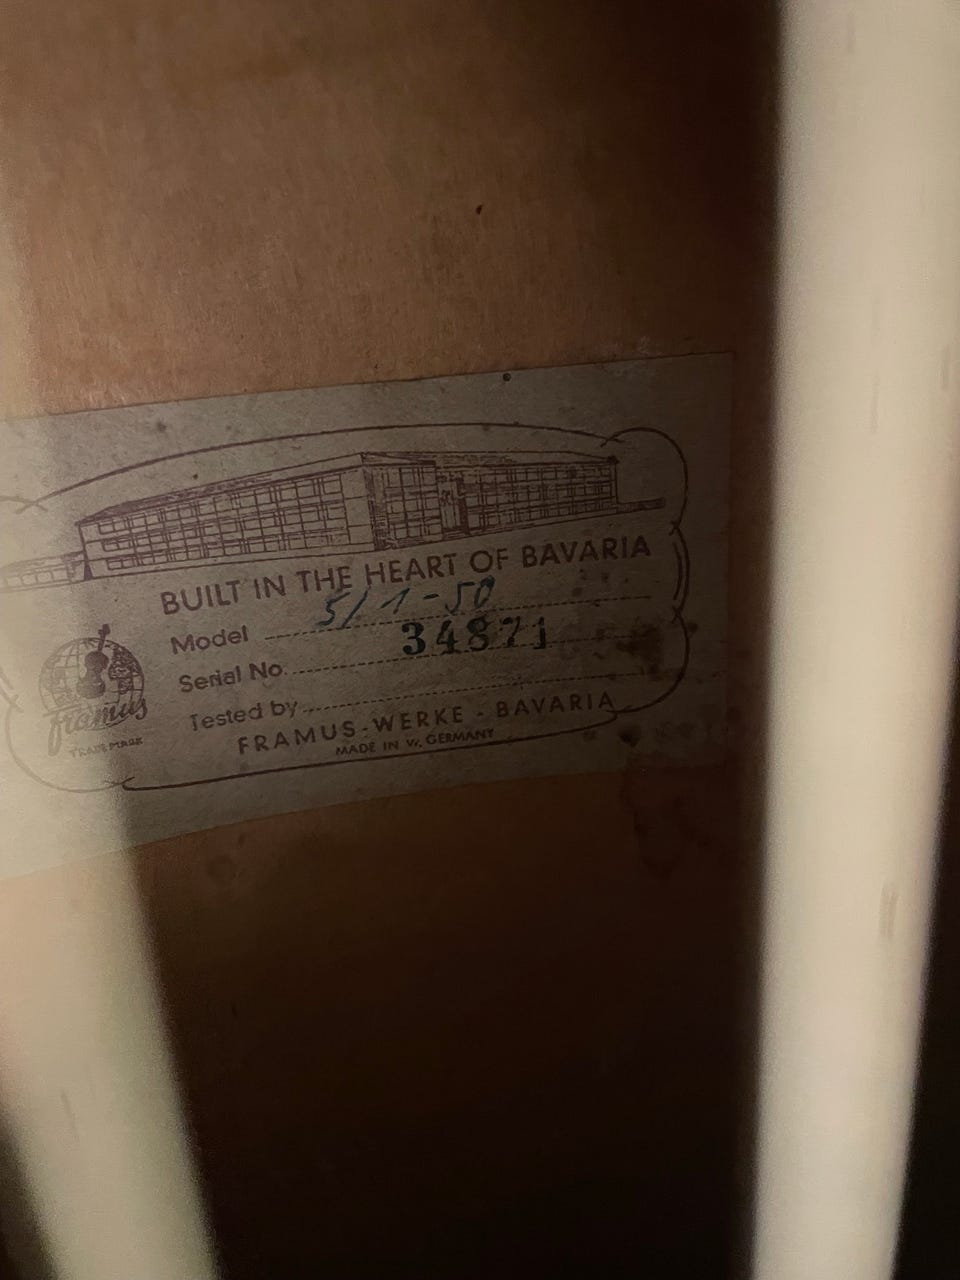 BUILT IN THE HEART OF BAVARIA
Model 5/1-50
Serial No. 34871
Tested by
framus
TRADE MARK
FRAMUS-WERKE - BAVARIA
MADE IN W. GERMANY